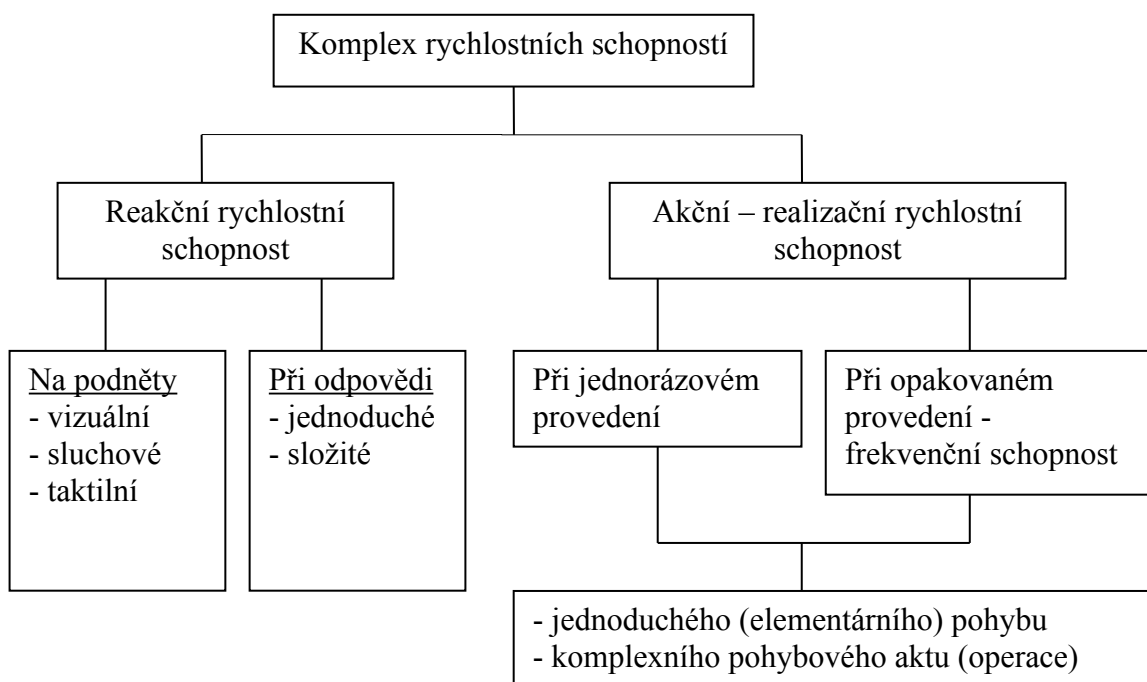 Komplex rychlostních schopností
Reakční rychlostní
schopnost
Akční – realizační rychlostní
schopnost
Na podněty
- vizuální
- sluchové
- taktilní
Při odpovědi
- jednoduché
- složité
Při jednorázovém
provedení
Při opakovaném
provedení -
frekvenční schopnost
- jednoduchého (elementárního) pohybu
- komplexního pohybového aktu (operace)